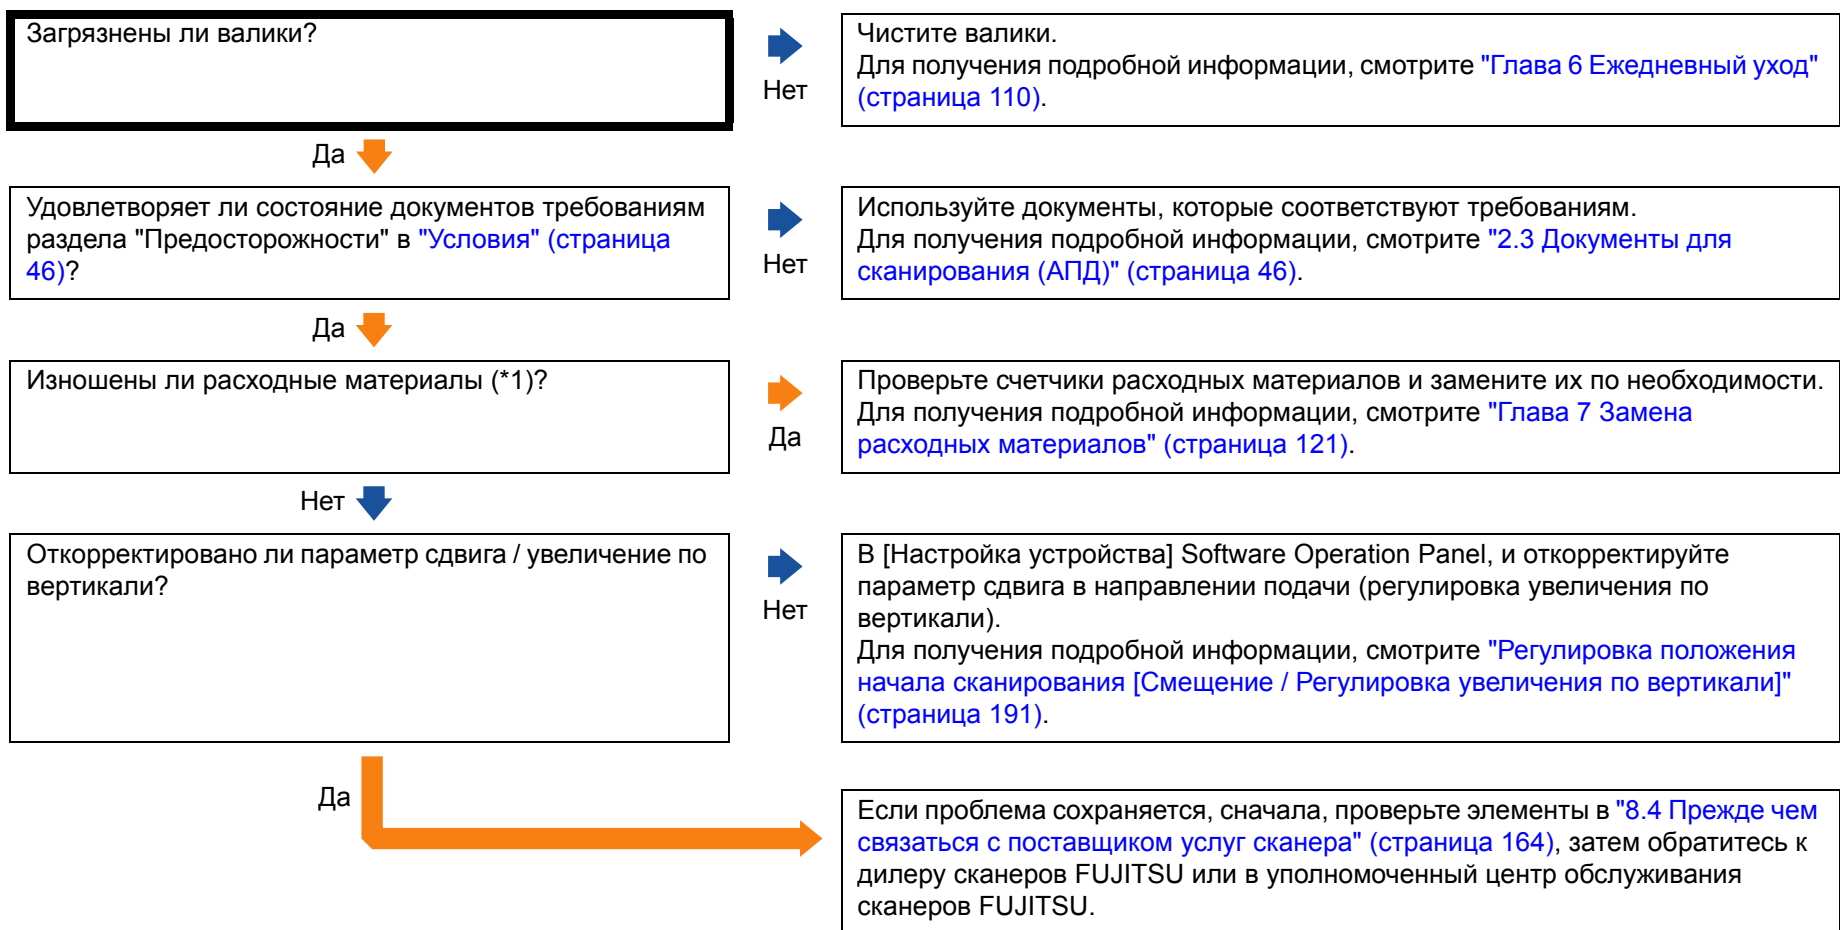 Загрязнены ли валики?
Нет
Чистите валики.
Для получения подробной информации, смотрите "Глава 6 Ежедневный уход"
(страница 110).
Да
Удовлетворяет ли состояние документов требованиям
раздела "Предосторожности" в "Условия" (страница
46)?
Нет
Используйте документы, которые соответствуют требованиям.
Для получения подробной информации, смотрите "2.3 Документы для
сканирования (АПД)" (страница 46).
Да
Изношены ли расходные материалы (*1)?
Да
Проверьте счетчики расходных материалов и замените их по необходимости.
Для получения подробной информации, смотрите "Глава 7 Замена
расходных материалов" (страница 121).
Нет
Откорректировано ли параметр сдвига / увеличение по
вертикали?
Нет
В [Настройка устройства] Software Operation Panel, и откорректируйте
параметр сдвига в направлении подачи (регулировка увеличения по
вертикали).
Для получения подробной информации, смотрите "Регулировка положения
начала сканирования [Смещение / Регулировка увеличения по вертикали]"
(страница 191).
Да
Если проблема сохраняется, сначала, проверьте элементы в "8.4 Прежде чем
связаться с поставщиком услуг сканера" (страница 164), затем обратитесь к
дилеру сканеров FUJITSU или в уполномоченный центр обслуживания
сканеров FUJITSU.